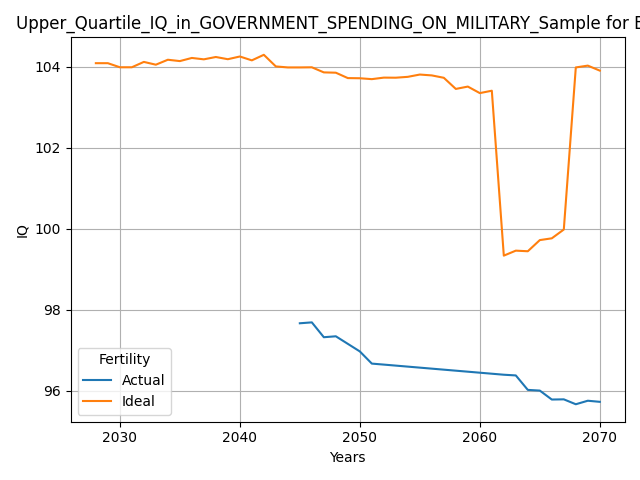 Upper_Quartile_IQ_in_GOVERNMENT_SPENDING_ON_MILITARY_Sample for E
104
102
100
98
96
IQ
Fertility
Actual
Ideal
2030
2040
2050
2060
2070
Years